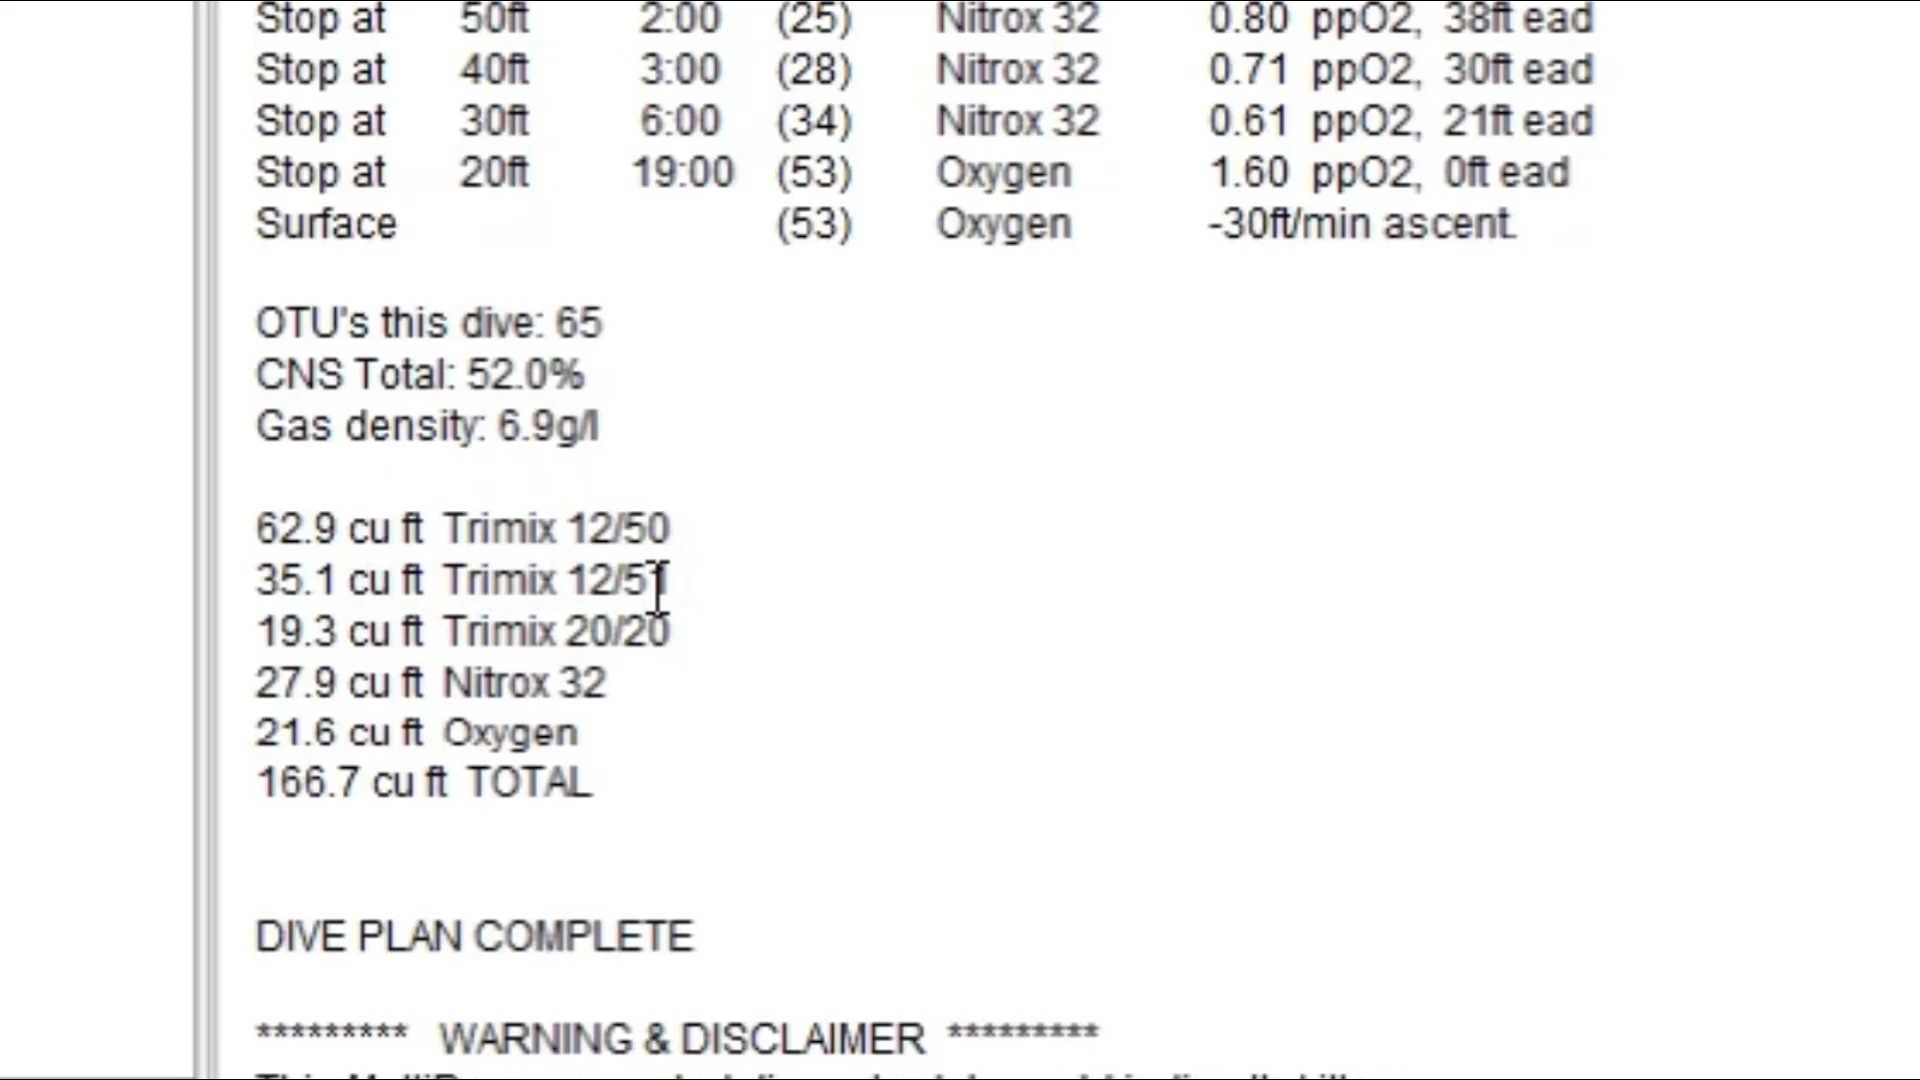 Stop at 50ft 2:00 (25) Nitrox 32 0.80 ppO2, 38ft ead
Stop at 40ft 3:00 (28) Nitrox 32 0.71 ppO2, 30ft ead
Stop at 30ft 6:00 (34) Nitrox 32 0.61 ppO2, 21ft ead
Stop at 20ft 19:00 (53) Oxygen 1.60 ppO2, 0ft ead
Surface (53) Oxygen -30ft/min ascent.
OTU's this dive: 65
CNS Total: 52.0%
Gas density: 6.9g/l
62.9 cu ft Trimix 12/50
35.1 cu ft Trimix 12/51
19.3 cu ft Trimix 20/20
27.9 cu ft Nitrox 32
21.6 cu ft Oxygen
166.7 cu ft TOTAL
DIVE PLAN COMPLETE
********* WARNING & DISCLAIMER *********